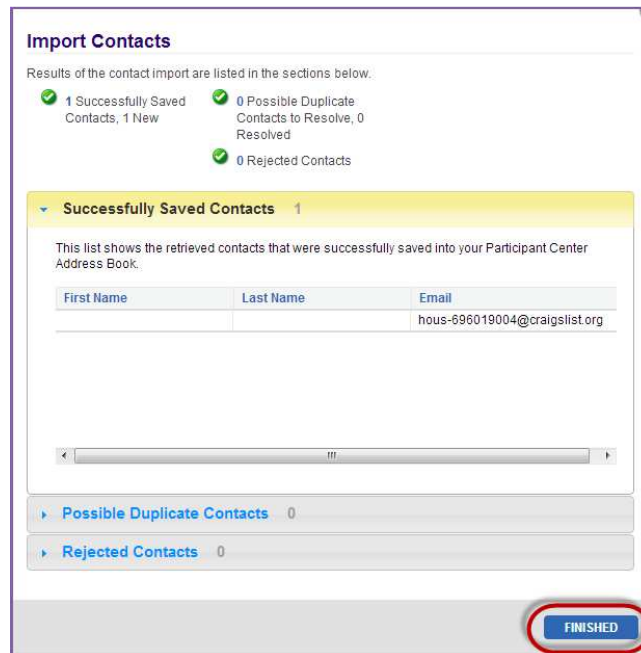 Import Contacts
Results of the contact import are listed in the sections below.
1 Successfully Saved
Contacts, 1 New
0 Possible Duplicate
Contacts to Resolve, 0
Resolved
0 Rejected Contacts
Successfully Saved Contacts 1
This list shows the retrieved contacts that were successfully saved into your Participant Center
Address Book.
First Name Last Name Email
hous-696019004@craigslist.org
Possible Duplicate Contacts 0
Rejected Contacts 0
FINISHED